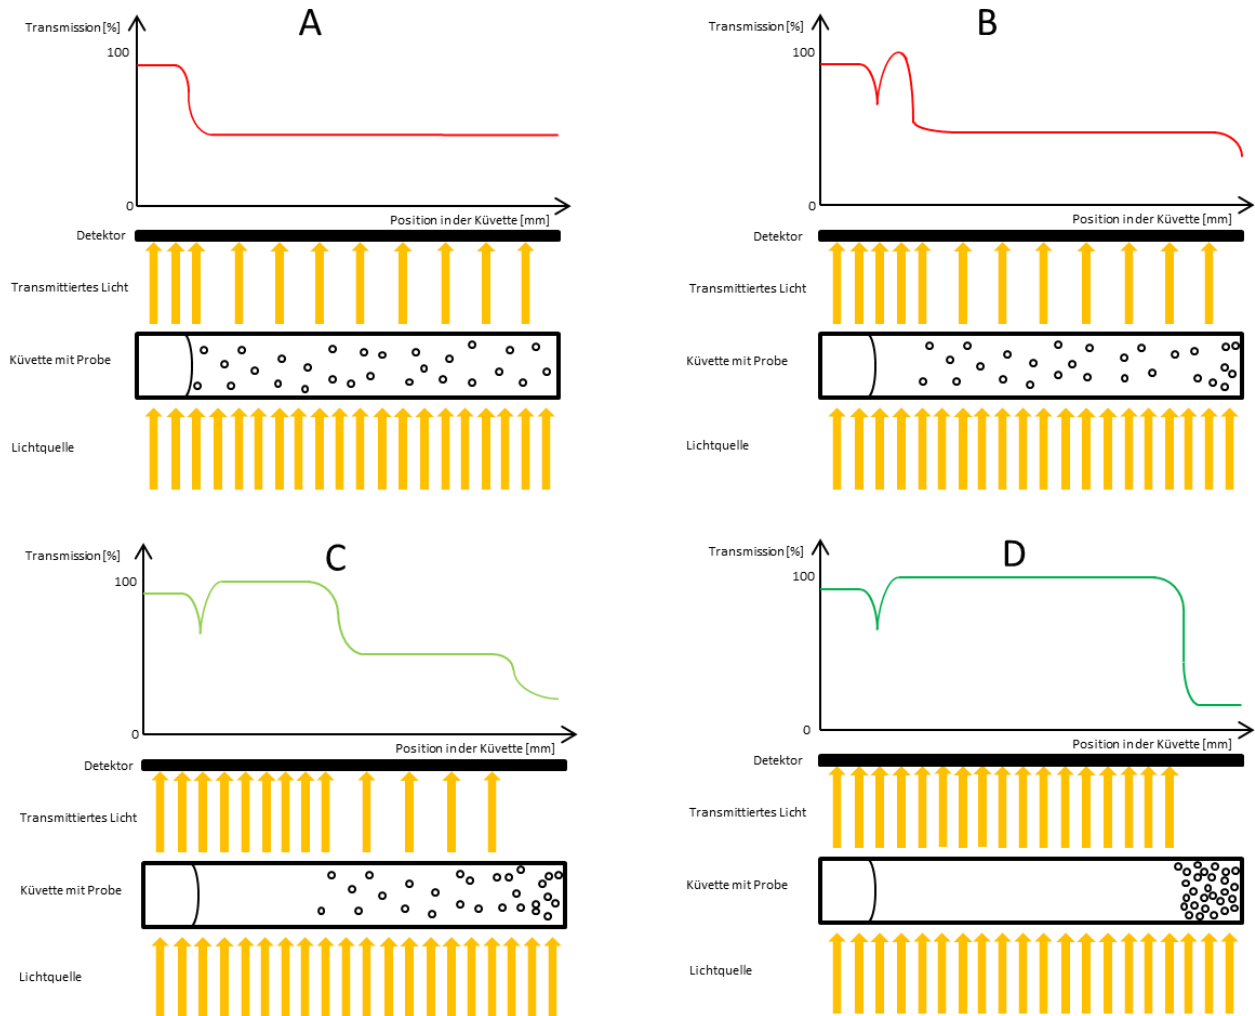 A
Transmission [%]
100
0
Position in der Küvette [mm]
Detektor
Transmittiertes Licht
Küvette mit Probe
Lichtquelle
B
Transmission [%]
100
0
Position in der Küvette [mm]
Detektor
Transmittiertes Licht
Küvette mit Probe
Lichtquelle
C
Transmission [%]
100
0
Position in der Küvette [mm]
Detektor
Transmittiertes Licht
Küvette mit Probe
Lichtquelle
D
Transmission [%]
100
0
Position in der Küvette [mm]
Detektor
Transmittiertes Licht
Küvette mit Probe
Lichtquelle